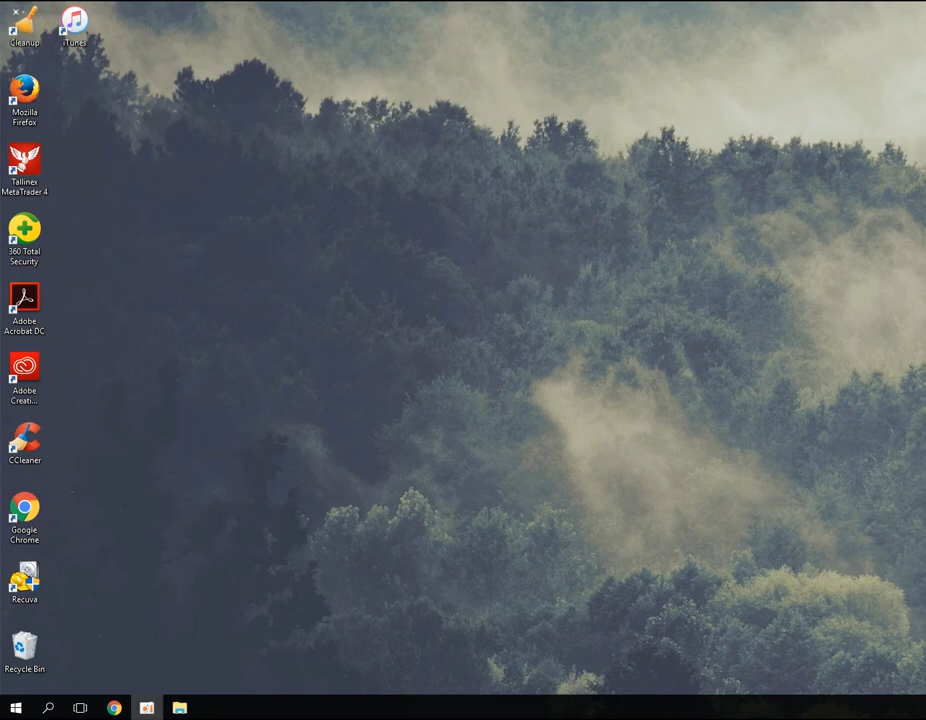 Cleanup
iTunes
Mozilla
Firefox
Tallinex
MetaTrader 4
360 Total
Security
Adobe
Acrobat DC
Adobe
Creati...
CCleaner
Google
Chrome
Recuva
Recycle Bin